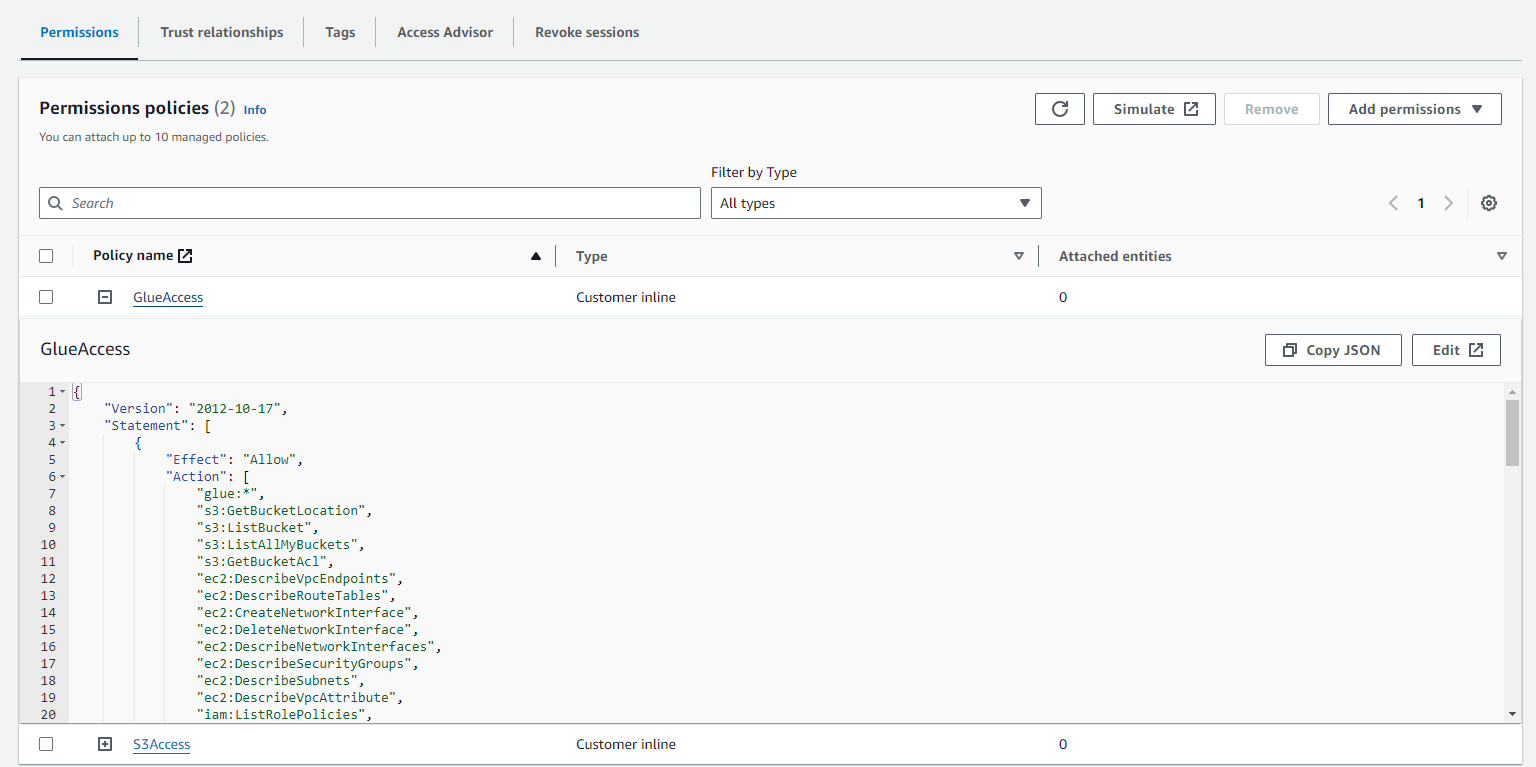 Permissions Trust relationships Tags Access Advisor Revoke sessions
Permissions policies (2) Info
Simulate Remove Add permissions
You can attach up to 10 managed policies.
Filter by Type
Search All types 1
Policy name Type Attached entities
GlueAccess Customer inline 0
GlueAccess Copy JSON Edit
1 {
2 "Version": "2012-10-17",
3 "Statement": [
4 {
5 "Effect": "Allow",
6 "Action": [
7 "glue:*",
8 "s3:GetBucketLocation",
9 "s3:ListBucket",
10 "s3:ListAllMyBuckets",
11 "s3:GetBucketAcl",
12 "ec2:DescribeVpcEndpoints",
13 "ec2:DescribeRouteTables",
14 "ec2:CreateNetworkInterface",
15 "ec2:DeleteNetworkInterface",
16 "ec2:DescribeNetworkInterfaces",
17 "ec2:DescribeSecurityGroups",
18 "ec2:DescribeSubnets",
19 "ec2:DescribeVpcAttribute",
20 "iam:ListRolePolicies",
S3Access Customer inline 0